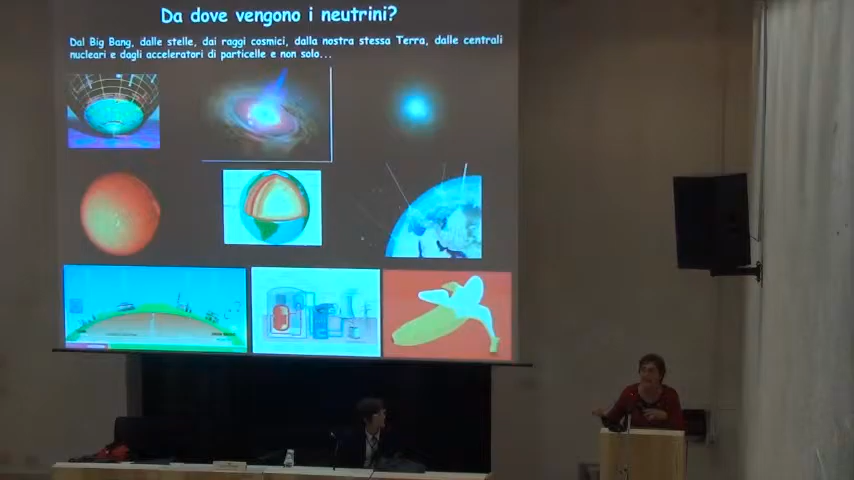 Da dove vengono i neutrini?
Dal Big Bang, dalle stelle, dai raggi cosmici, dalla nostra stessa Terra, dalle centrali
nucleari e dagli acceleratori di particelle e non solo...